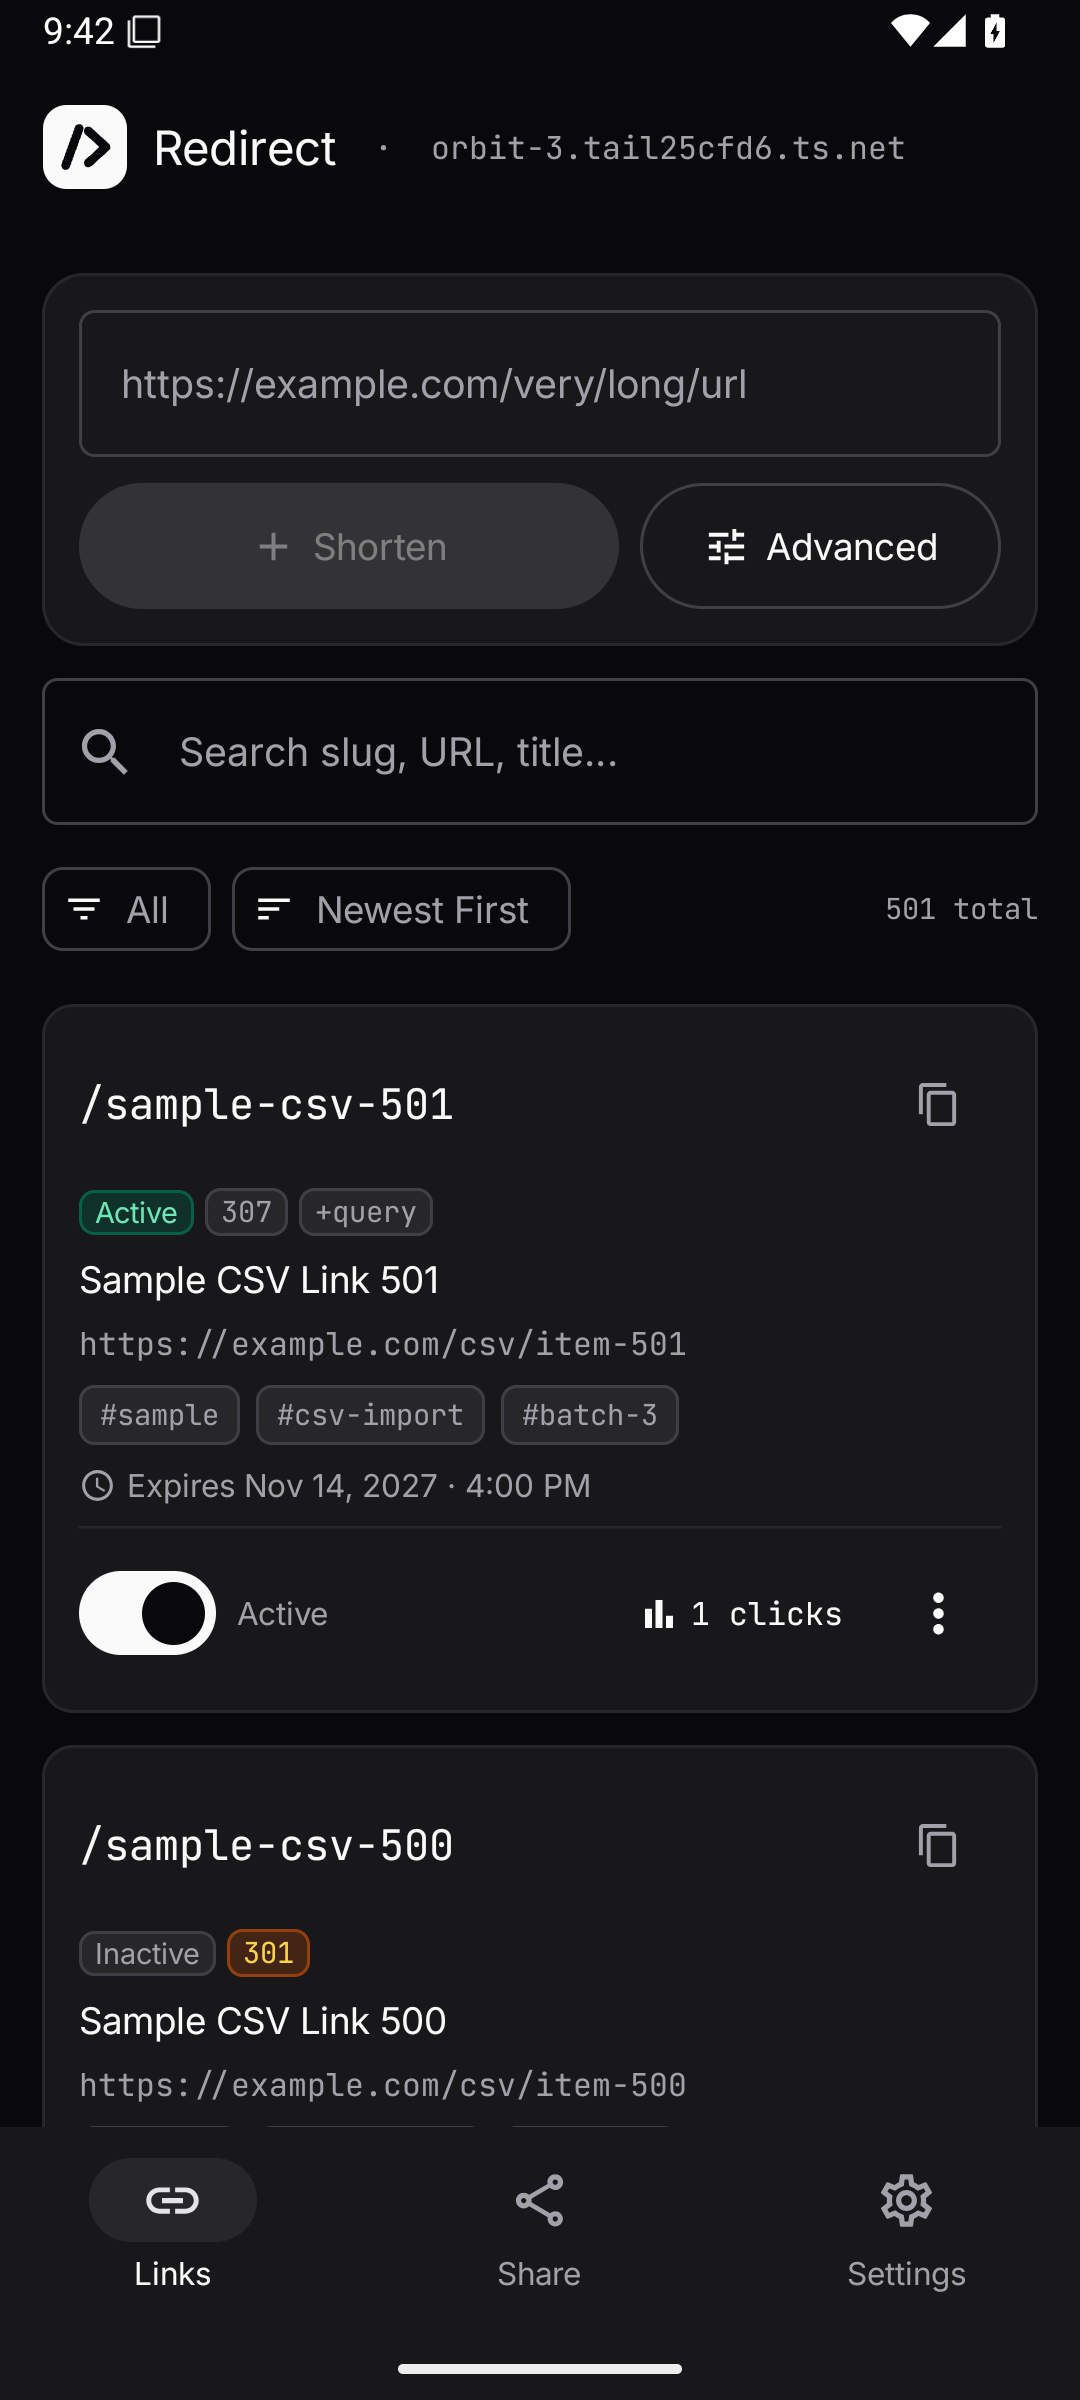 9:42
Redirect · orbit-3.tail25cfd6.ts.net
https://example.com/very/long/url
+ Shorten
Advanced
Search slug, URL, title...
All
Newest First
501 total
/sample-csv-501
Active 307 +query
Sample CSV Link 501
https://example.com/csv/item-501
#sample #csv-import #batch-3
Expires Nov 14, 2027 · 4:00 PM
Active
1 clicks
/sample-csv-500
Inactive 301
Sample CSV Link 500
https://example.com/csv/item-500
Links
Share
Settings